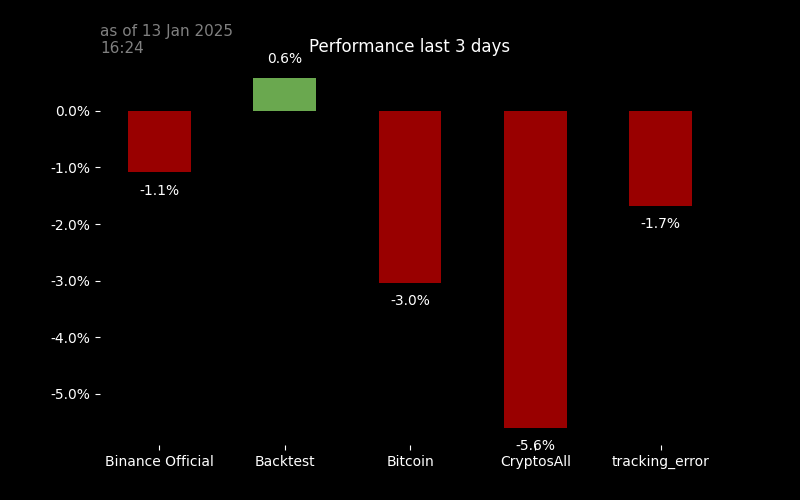 as of 13 Jan 2025
16:24
Performance last 3 days
0.6%
0.0%
-1.0%
-1.1%
-2.0%
-1.7%
-3.0%
-3.0%
-4.0%
-5.0%
-5.6%
Binance Official
Backtest
Bitcoin
CryptosAll
tracking_error